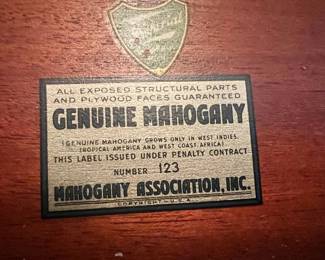 Imperial
ALL EXPOSED STRUCTURAL PARTS
AND PLYWOOD FACES GUARANTEED
GENUINE MAHOGANY
(GENUINE MAHOGANY GROWS ONLY IN WEST INDIES,
TROPICAL AMERICA AND WEST COAST AFRICA)
THIS LABEL ISSUED UNDER PENALTY CONTRACT
NUMBER 123
MAHOGANY ASSOCIATION, INC.
COPYRIGHT-U.S.A.